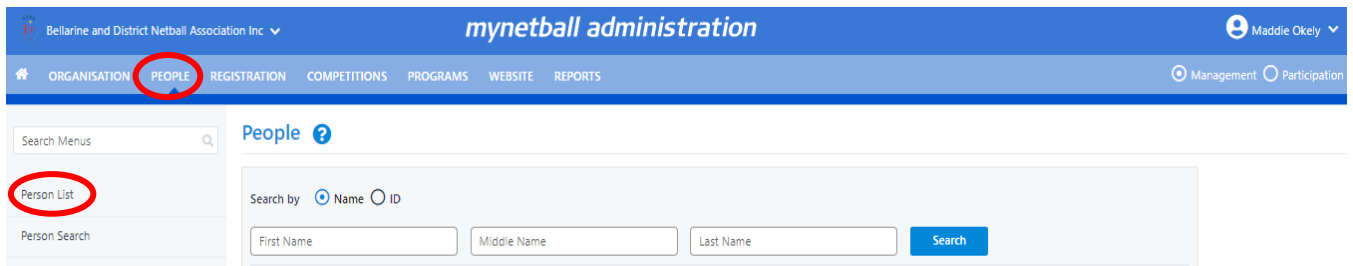 Bellarine and District Netball Association Inc
mynetball administration
Maddie Okely
ORGANISATION PEOPLE REGISTRATION COMPETITIONS PROGRAMS WEBSITE REPORTS
Management Participation
Search Menus
People ?
Person List
Search by Name ID
Person Search
First Name Middle Name Last Name Search